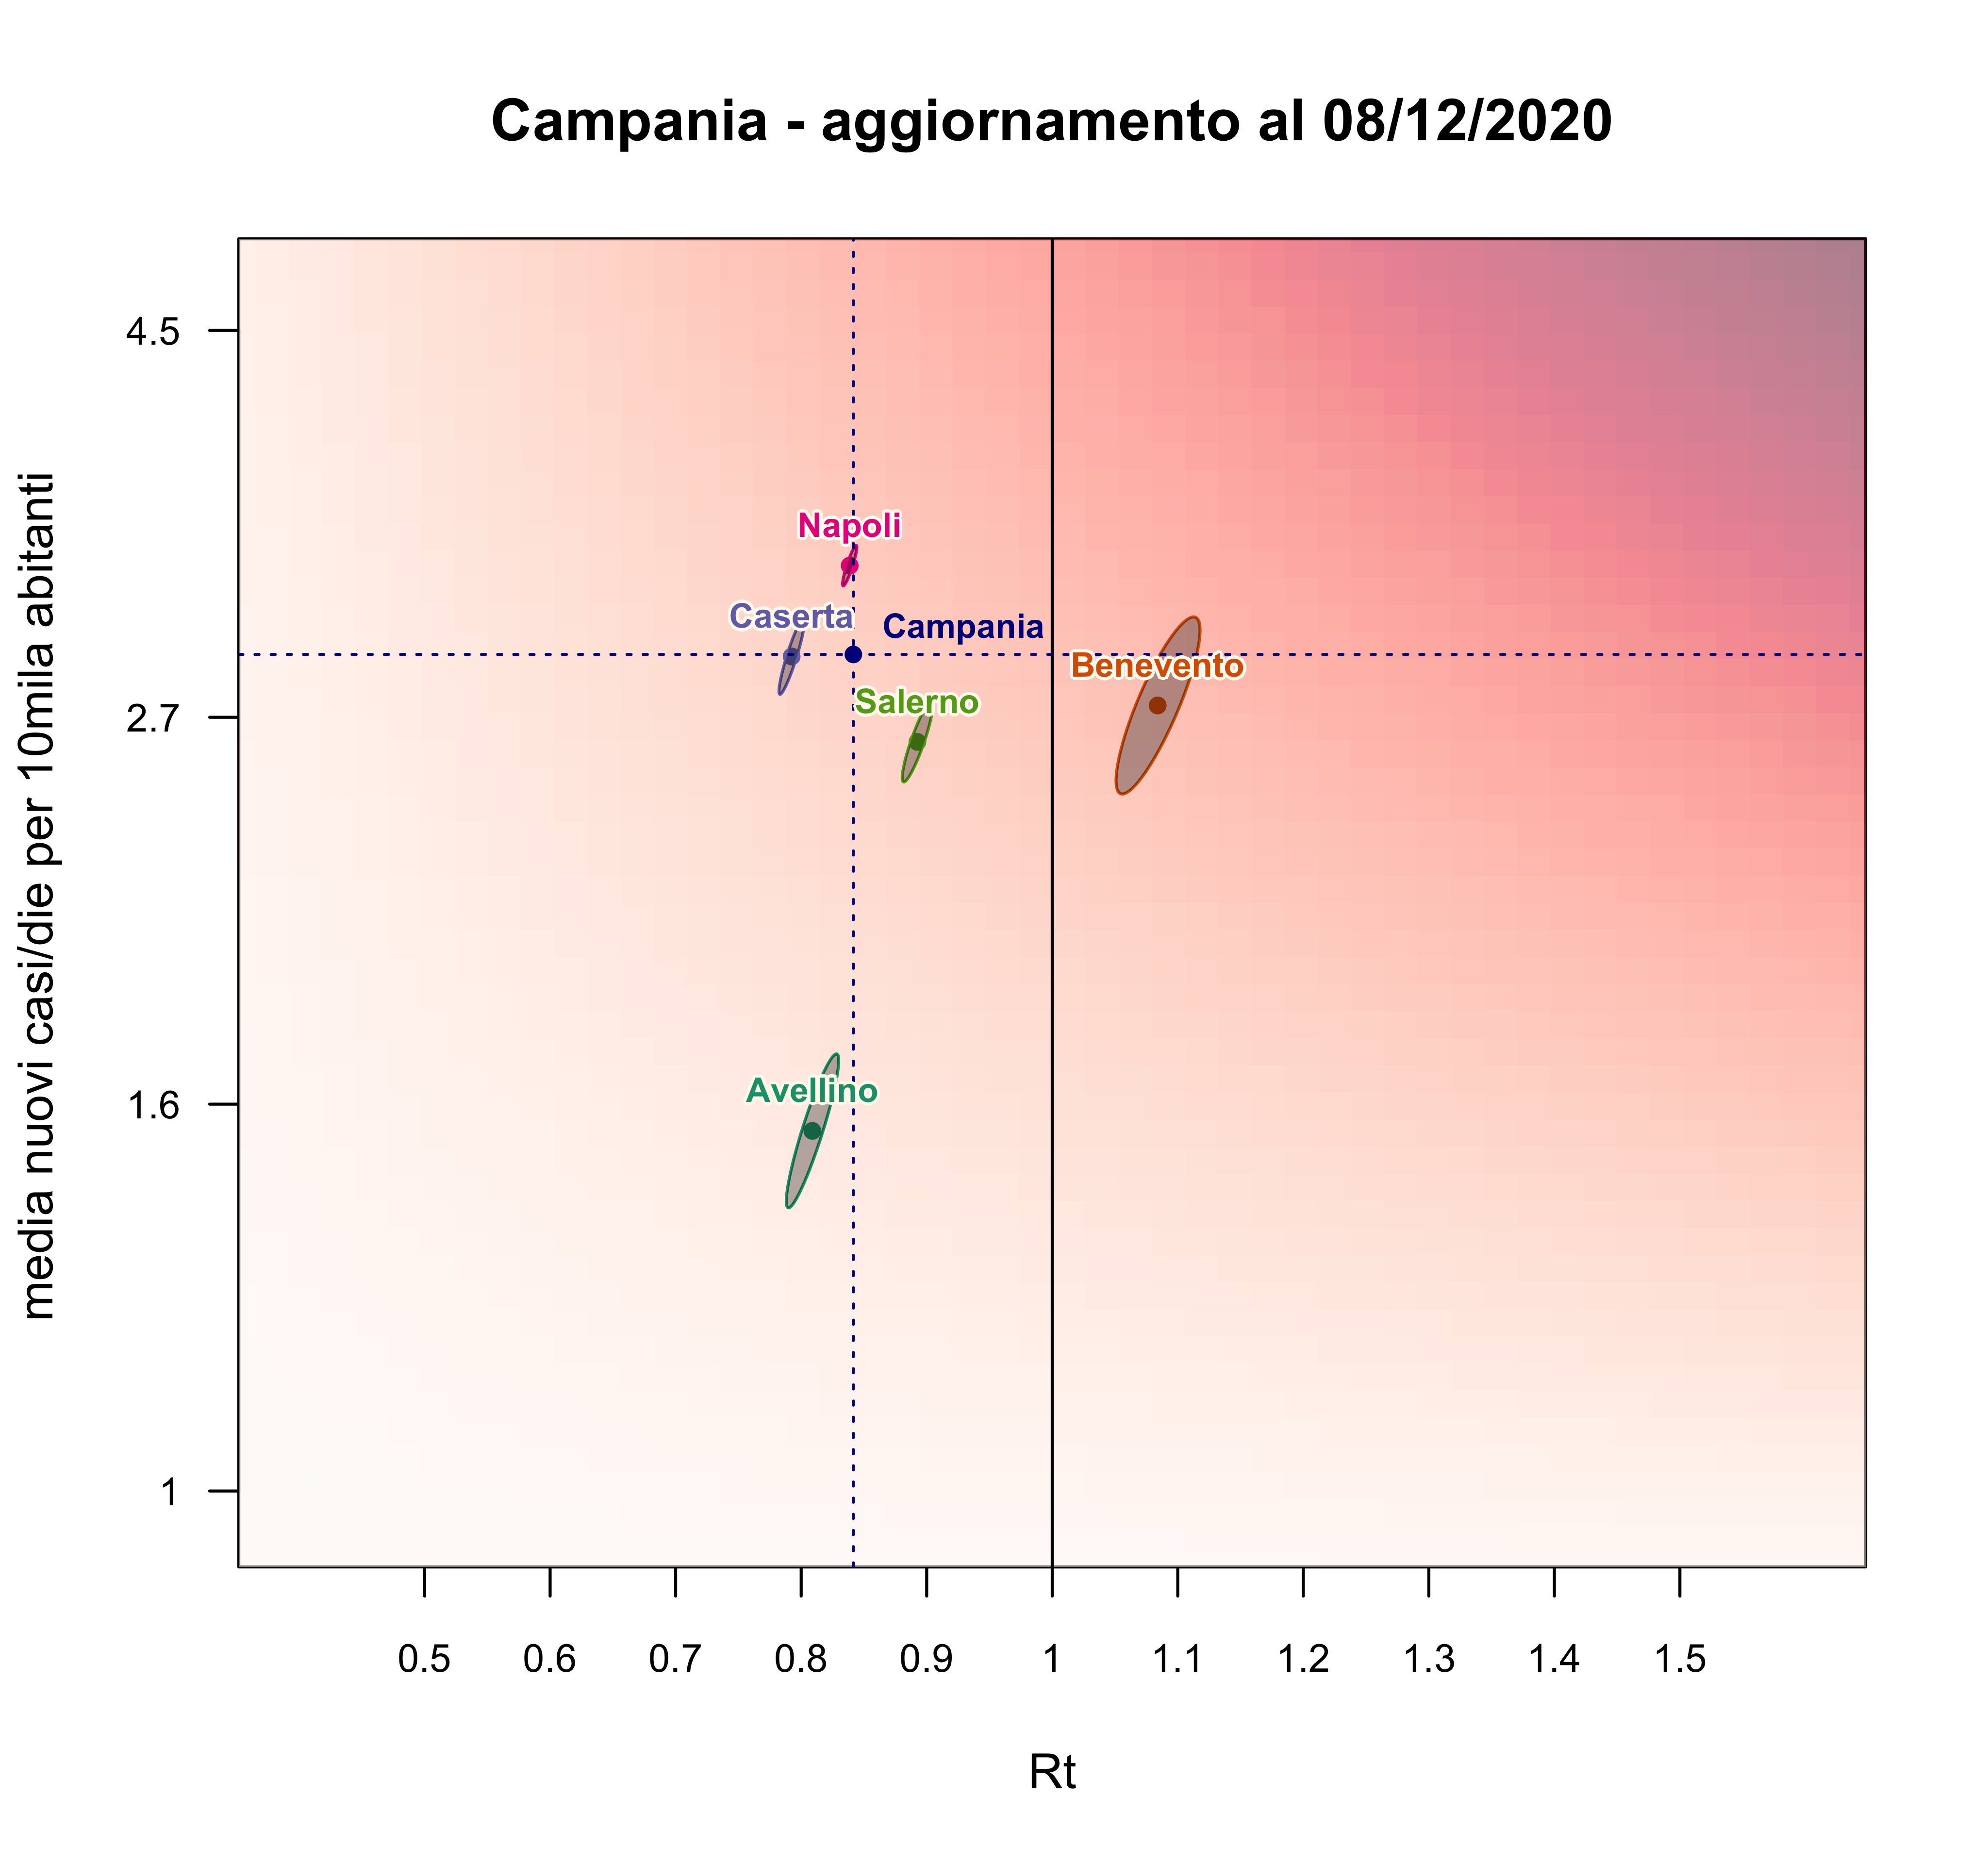 Campania - aggiornamento al 08/12/2020
media nuovi casi/die per 10mila abitanti
4.5
2.7
1.6
1
Napoli
Caserta
Campania
Benevento
Salerno
Avellino
0.5 0.6 0.7 0.8 0.9 1 1.1 1.2 1.3 1.4 1.5
Rt